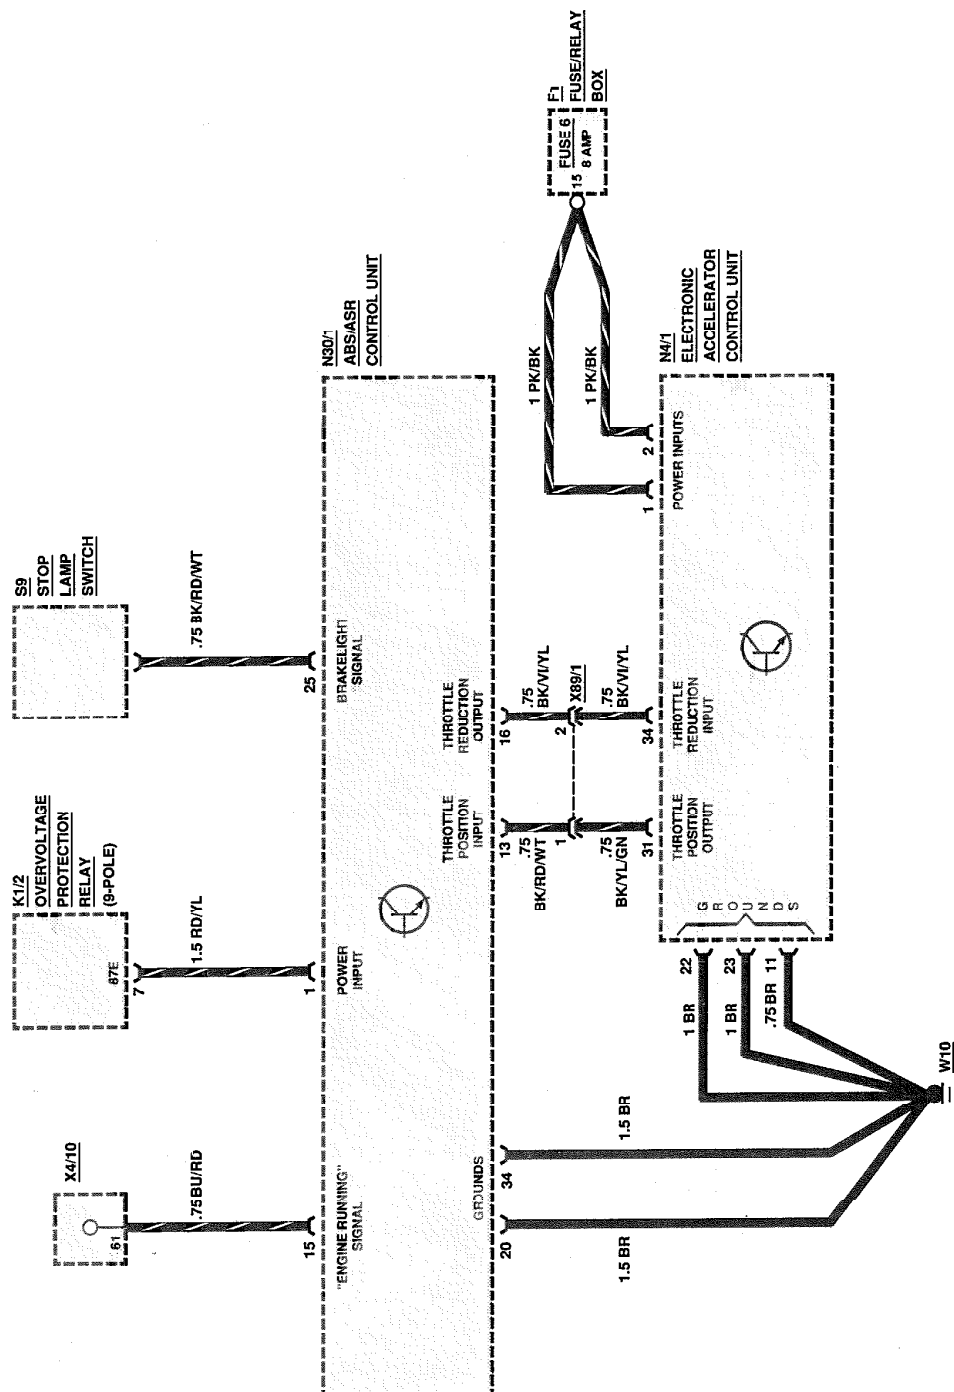 X4/10
61
.75BU/RD
15
"ENGINE RUNNING"
SIGNAL
K1/2
OVERVOLTAGE
PROTECTION
RELAY
(9-POLE)
87E
7
1.5 RD/YL
1
POWER
INPUT
S9
STOP
LAMP
SWITCH
.75 BK/RD/WT
25
BRAKELIGHT
SIGNAL
N30/1
ABS/ASR
CONTROL UNIT
GROUNDS
20
34
1.5 BR
1.5 BR
THROTTLE
POSITION
INPUT
13
.75
BK/RD/WT
1
.75
BK/YL/GN
31
THROTTLE
POSITION
OUTPUT
THROTTLE
REDUCTION
OUTPUT
16
.75
BK/VI/YL
2
X89/1
.75
BK/VI/YL
34
THROTTLE
REDUCTION
INPUT
F1
FUSE/RELAY
BOX
FUSE 6
8 AMP
15
1 PK/BK
1 PK/BK
1
2
POWER INPUTS
N4/1
ELECTRONIC
ACCELERATOR
CONTROL UNIT
GROUNDS
22
23
11
1 BR
1 BR
.75 BR
W10